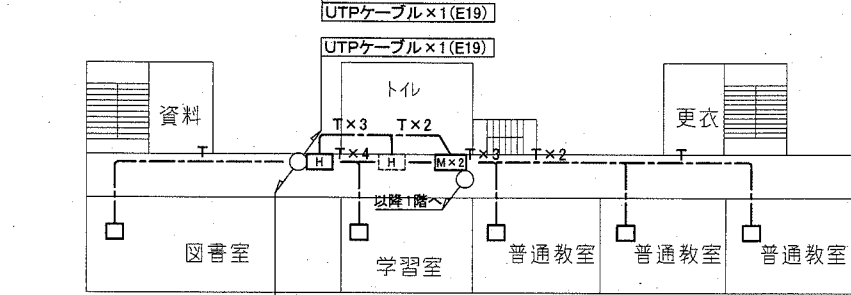 UTPケーブル×1(E19)
UTPケーブル×1(E19)
トイレ
資料
更衣
T×3
T×2
T
H
T×4
H
M×2
T×3
T×2
T
以降1階へ
図書室
学習室
普通教室
普通教室
普通教室